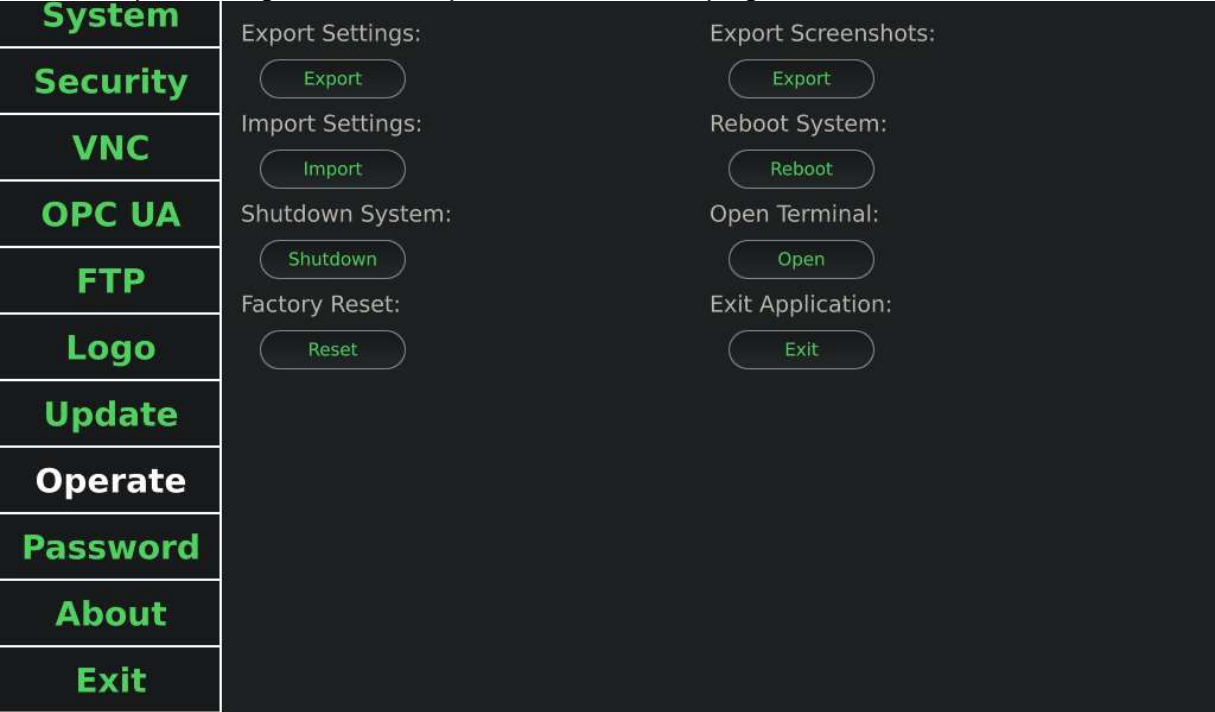 System
Security
VNC
OPC UA
FTP
Logo
Update
Operate
Password
About
Exit
Export Settings:
Export
Import Settings:
Import
Shutdown System:
Shutdown
Factory Reset:
Reset
Export Screenshots:
Export
Reboot System:
Reboot
Open Terminal:
Open
Exit Application:
Exit